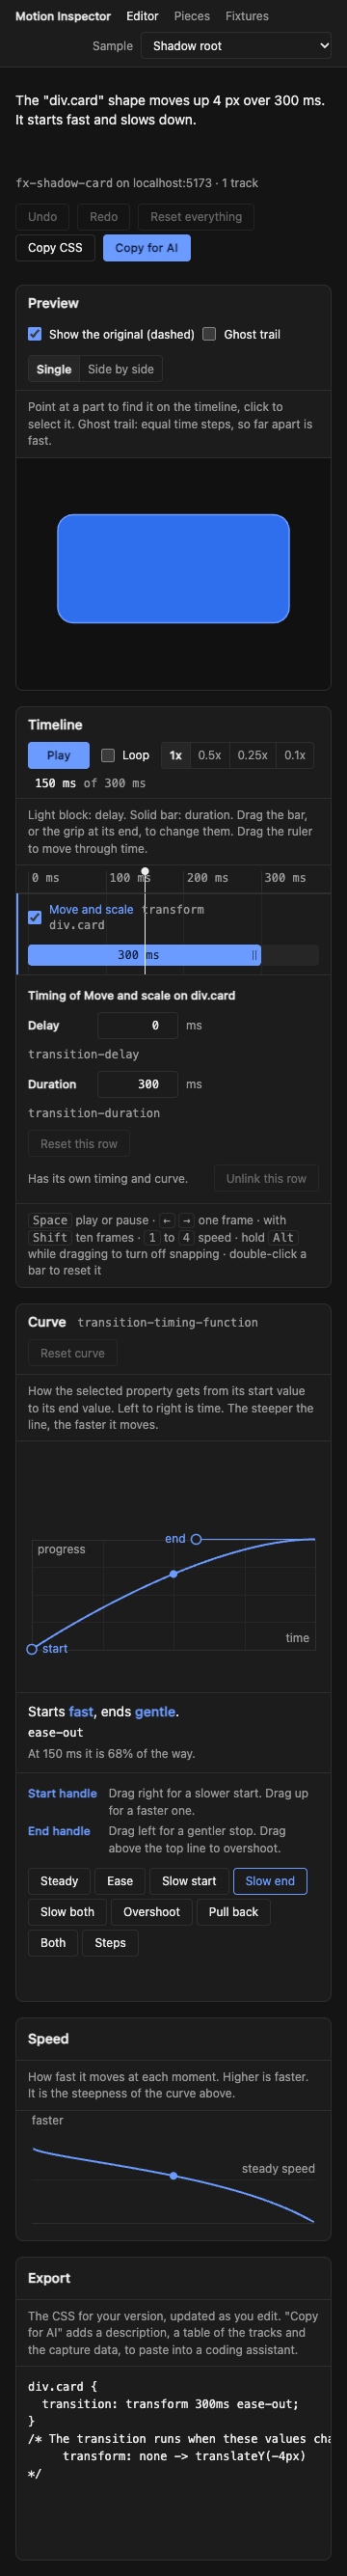 Motion Inspector Editor Pieces Fixtures
Sample Shadow root
The "div.card" shape moves up 4 px over 300 ms.
It starts fast and slows down.
fx-shadow-card on localhost:5173 · 1 track
Undo Redo Reset everything
Copy CSS Copy for AI
Preview
Show the original (dashed) Ghost trail
Single Side by side
Point at a part to find it on the timeline, click to
select it. Ghost trail: equal time steps, so far apart is
fast.
Timeline
Play Loop 1x 0.5x 0.25x 0.1x
150 ms of 300 ms
Light block: delay. Solid bar: duration. Drag the bar,
or the grip at its end, to change them. Drag the ruler
to move through time.
0 ms 100 ms 200 ms 300 ms
Move and scale transform
div.card
300 ms
Timing of Move and scale on div.card
Delay 0 ms
transition-delay
Duration 300 ms
transition-duration
Reset this row
Has its own timing and curve. Unlink this row
Space play or pause · ← → one frame · with
Shift ten frames · 1 to 4 speed · hold Alt
while dragging to turn off snapping · double-click a
bar to reset it
Curve transition-timing-function
Reset curve
How the selected property gets from its start value
to its end value. Left to right is time. The steeper the
line, the faster it moves.
end
progress
time
start
Starts fast, ends gentle.
ease-out
At 150 ms it is 68% of the way.
Start handle Drag right for a slower start. Drag up
for a faster one.
End handle Drag left for a gentler stop. Drag
above the top line to overshoot.
Steady Ease Slow start Slow end
Slow both Overshoot Pull back
Both Steps
Speed
How fast it moves at each moment. Higher is faster.
It is the steepness of the curve above.
faster
steady speed
Export
The CSS for your version, updated as you edit. "Copy
for AI" adds a description, a table of the tracks and
the capture data, to paste into a coding assistant.
div.card {
transition: transform 300ms ease-out;
}
/* The transition runs when these values cha
transform: none -> translateY(-4px)
*/